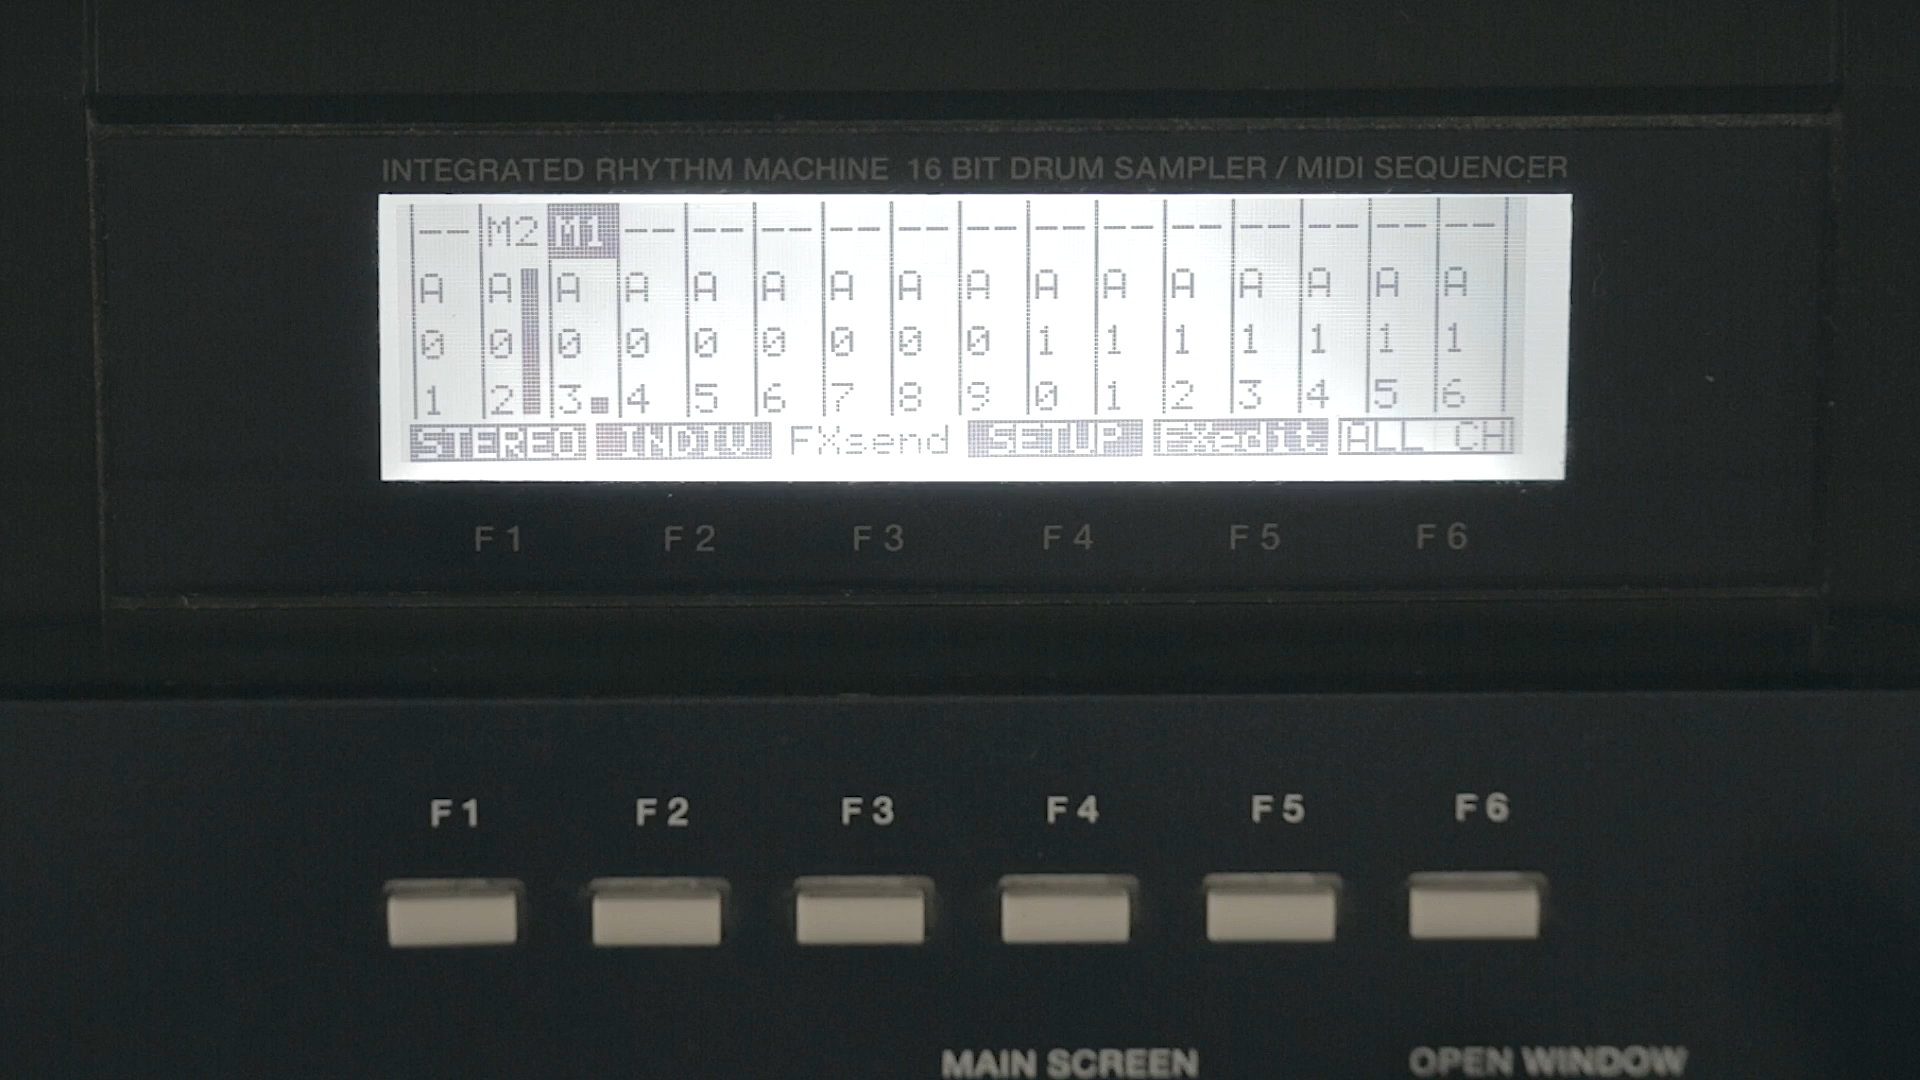 INTEGRATED RHYTHM MACHINE 16 BIT DRUM SAMPLER / MIDI SEQUENCER
-- M2 M1 -- -- -- -- -- -- -- -- -- -- -- -- --
A A A A A A A A A A A A A A A A
0 0 0 0 0 0 0 0 0 1 1 1 1 1 1 1
1 2 3 4 5 6 7 8 9 0 1 2 3 4 5 6
STEREO INDIV FXsend SETUP FXedit ALL CH
F1 F2 F3 F4 F5 F6
F1 F2 F3 F4 F5 F6
MAIN SCREEN OPEN WINDOW